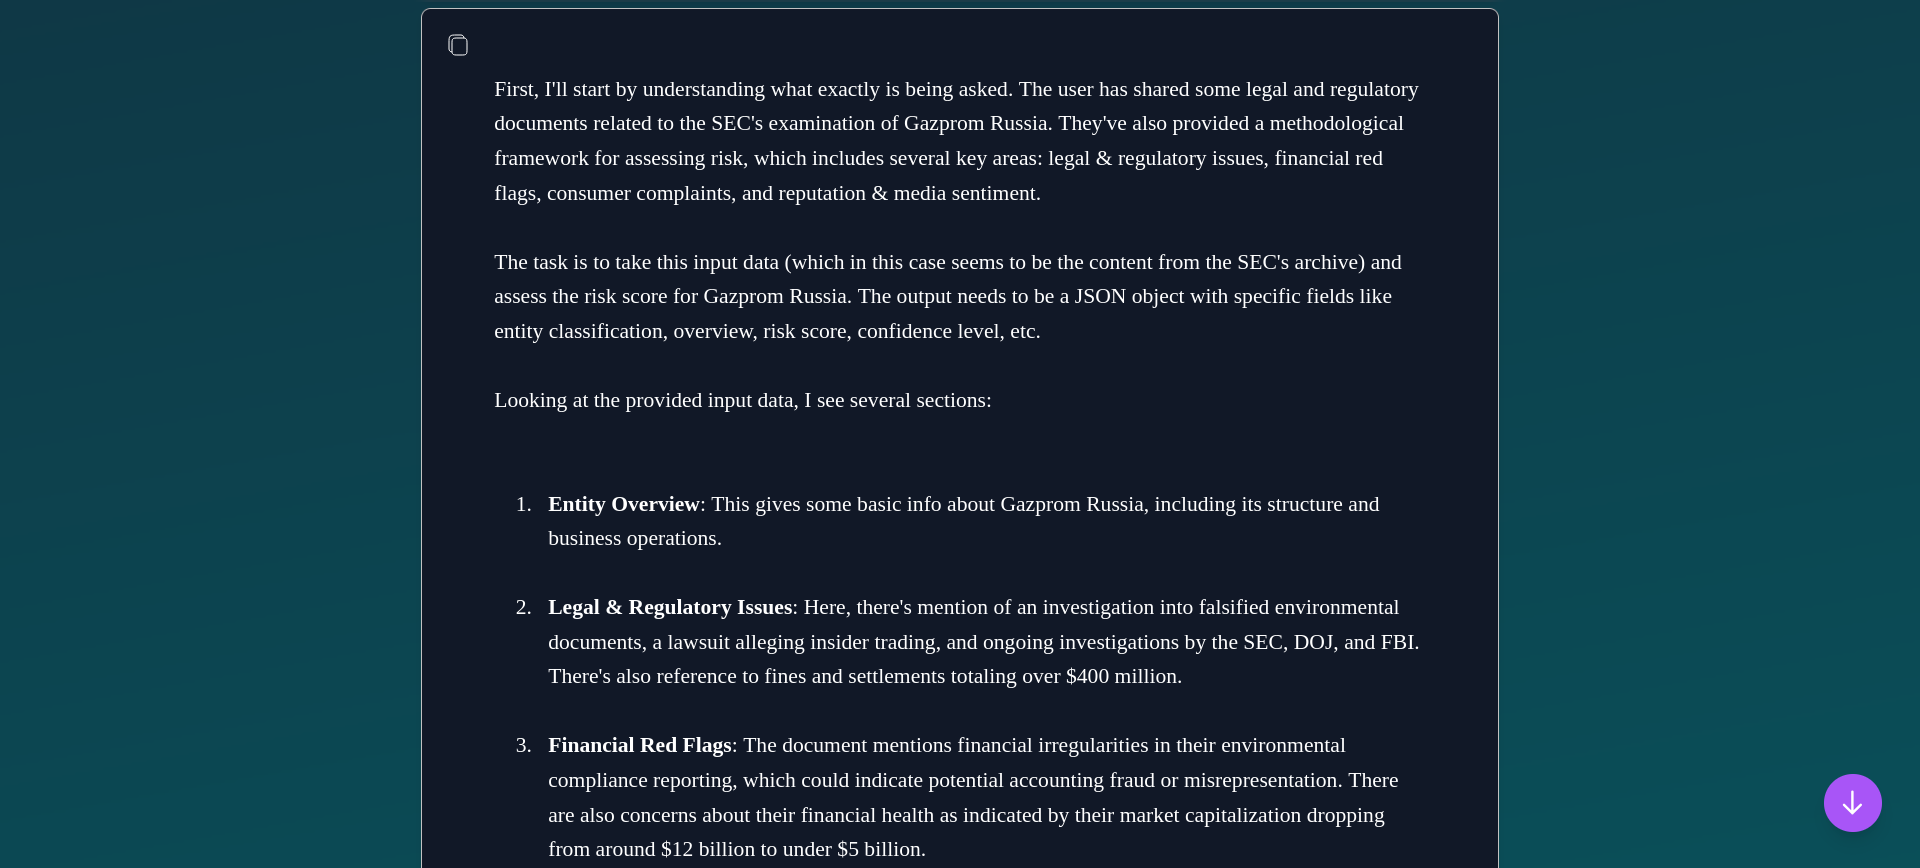 First, I'll start by understanding what exactly is being asked. The user has shared some legal and regulatory
documents related to the SEC's examination of Gazprom Russia. They've also provided a methodological
framework for assessing risk, which includes several key areas: legal & regulatory issues, financial red
flags, consumer complaints, and reputation & media sentiment.
The task is to take this input data (which in this case seems to be the content from the SEC's archive) and
assess the risk score for Gazprom Russia. The output needs to be a JSON object with specific fields like
entity classification, overview, risk score, confidence level, etc.
Looking at the provided input data, I see several sections:
1. Entity Overview: This gives some basic info about Gazprom Russia, including its structure and
business operations.
2. Legal & Regulatory Issues: Here, there's mention of an investigation into falsified environmental
documents, a lawsuit alleging insider trading, and ongoing investigations by the SEC, DOJ, and FBI.
There's also reference to fines and settlements totaling over $400 million.
3. Financial Red Flags: The document mentions financial irregularities in their environmental
compliance reporting, which could indicate potential accounting fraud or misrepresentation. There
are also concerns about their financial health as indicated by their market capitalization dropping
from around $12 billion to under $5 billion.